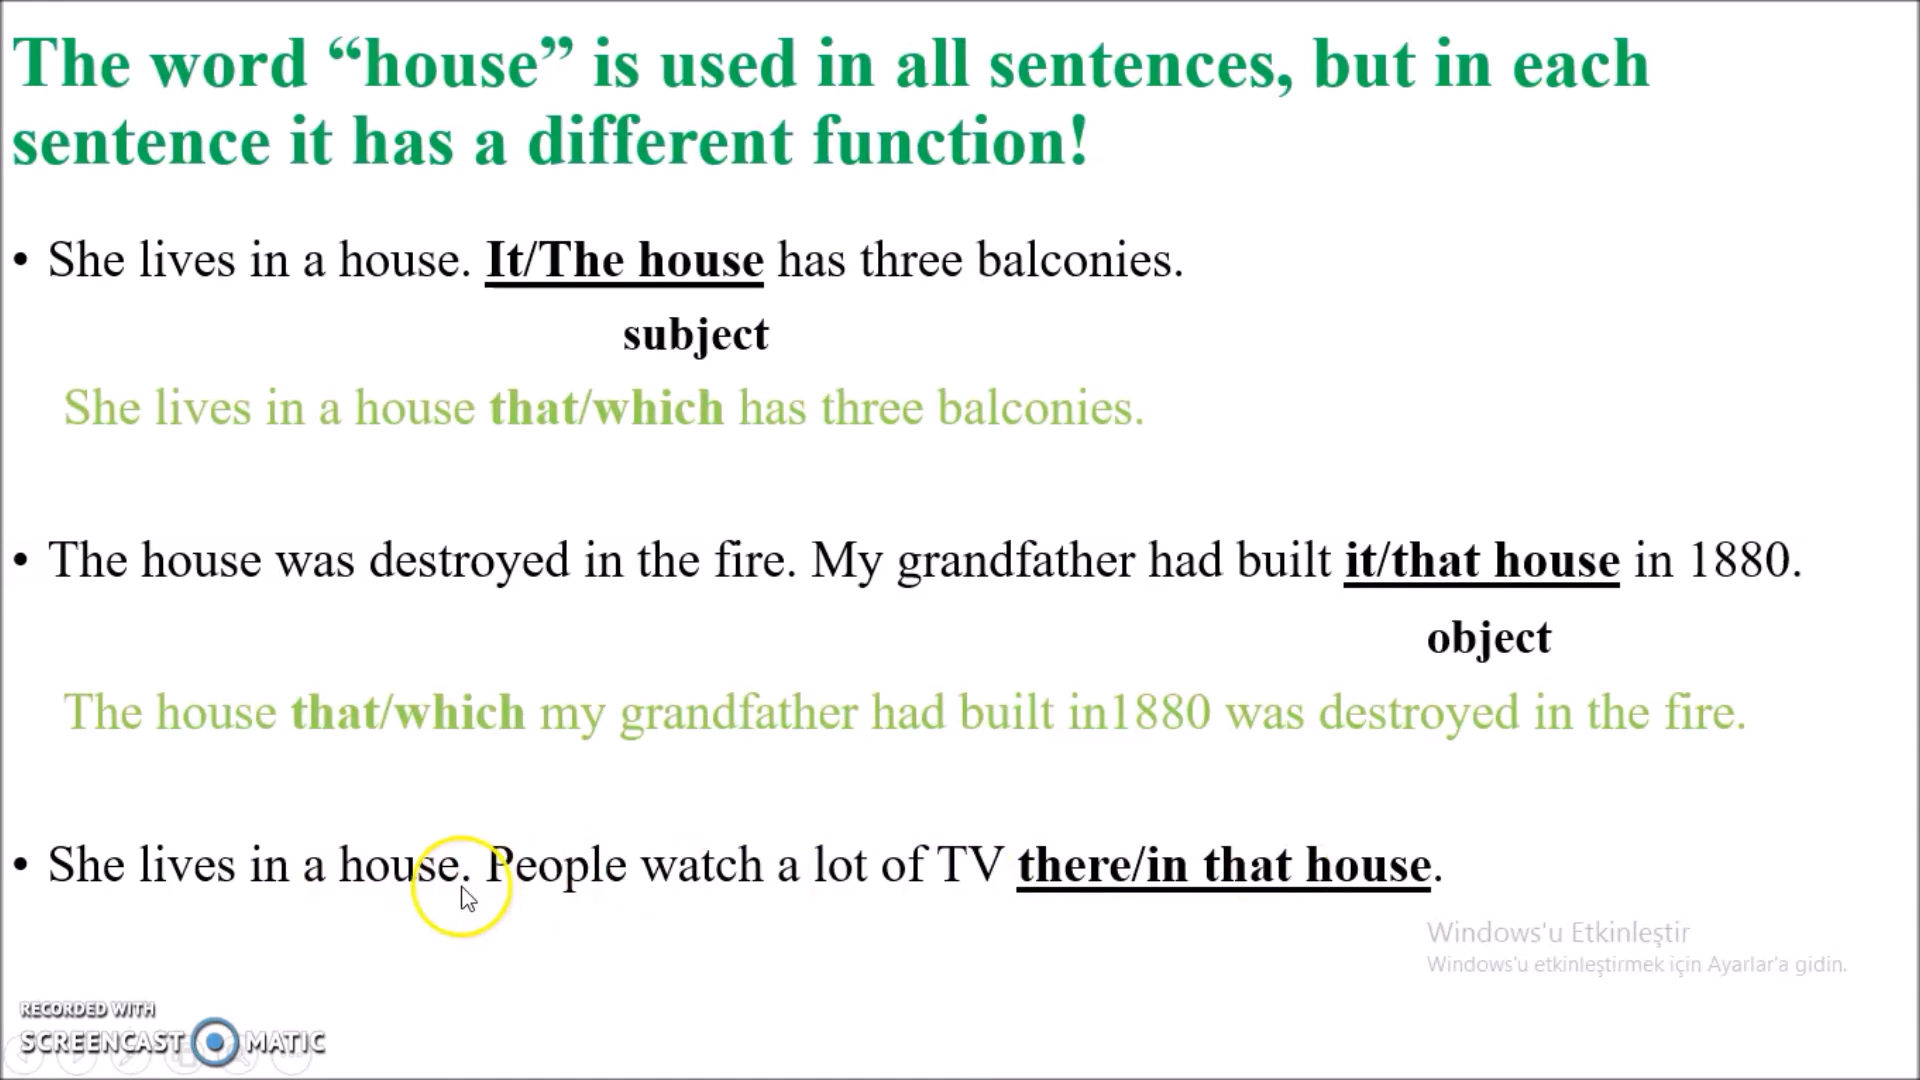 The word “house” is used in all sentences, but in each
sentence it has a different function!
• She lives in a house. It/The house has three balconies.
subject
She lives in a house that/which has three balconies.
• The house was destroyed in the fire. My grandfather had built it/that house in 1880.
object
The house that/which my grandfather had built in1880 was destroyed in the fire.
• She lives in a house. People watch a lot of TV there/in that house.
Windows'u Etkinleştir
Windows'u etkinleştirmek için Ayarlar'a gidin.
RECORDED WITH
SCREENCAST MATIC